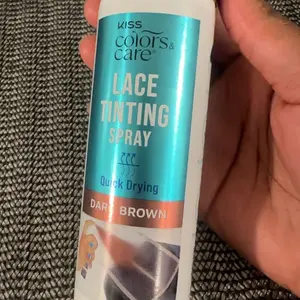 KISS
colors&
care®
LACE
TINTING
SPRAY
Quick Drying
DARK BROWN